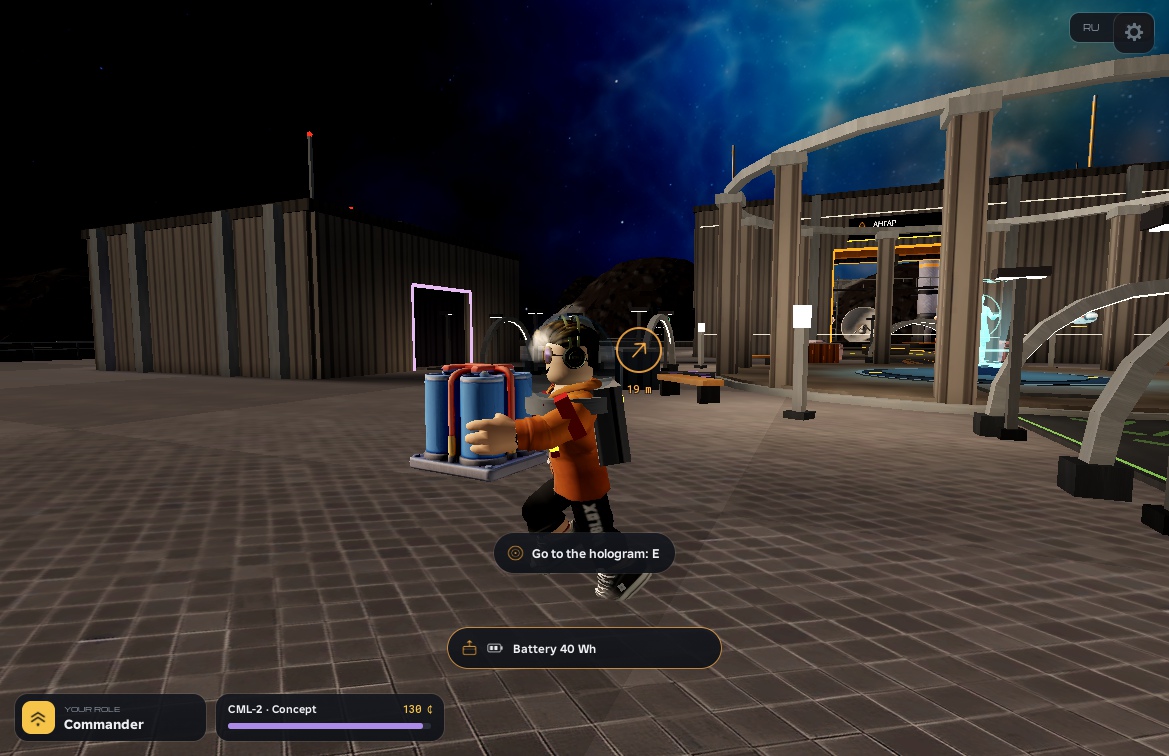 RU
АНГАР
19 m
Go to the hologram: E
Battery 40 Wh
YOUR ROLE
Commander
CML-2 · Concept
130 ¢